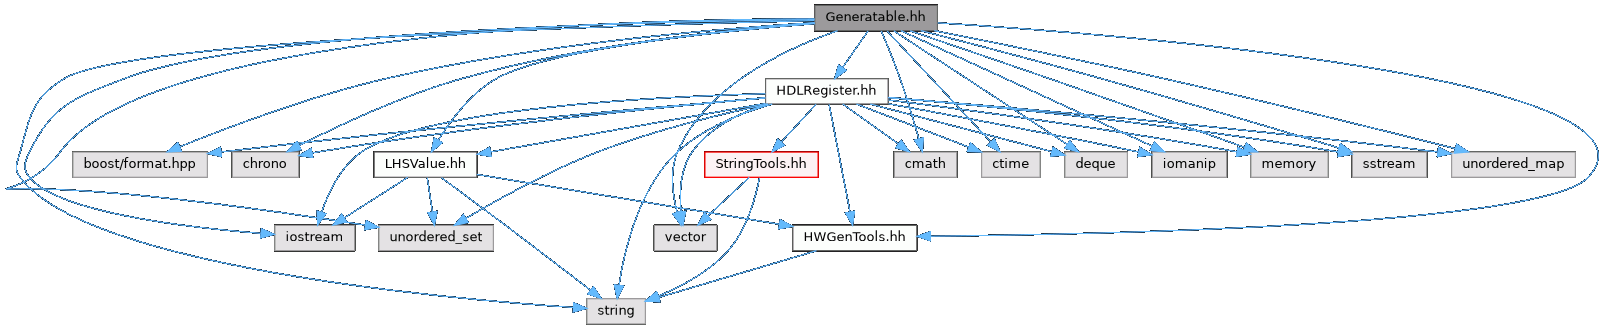 Generatable.hh
HDLRegister.hh
boost/format.hpp
chrono
LHSValue.hh
StringTools.hh
cmath
ctime
deque
iomanip
memory
sstream
unordered_map
iostream
unordered_set
vector
HWGenTools.hh
string